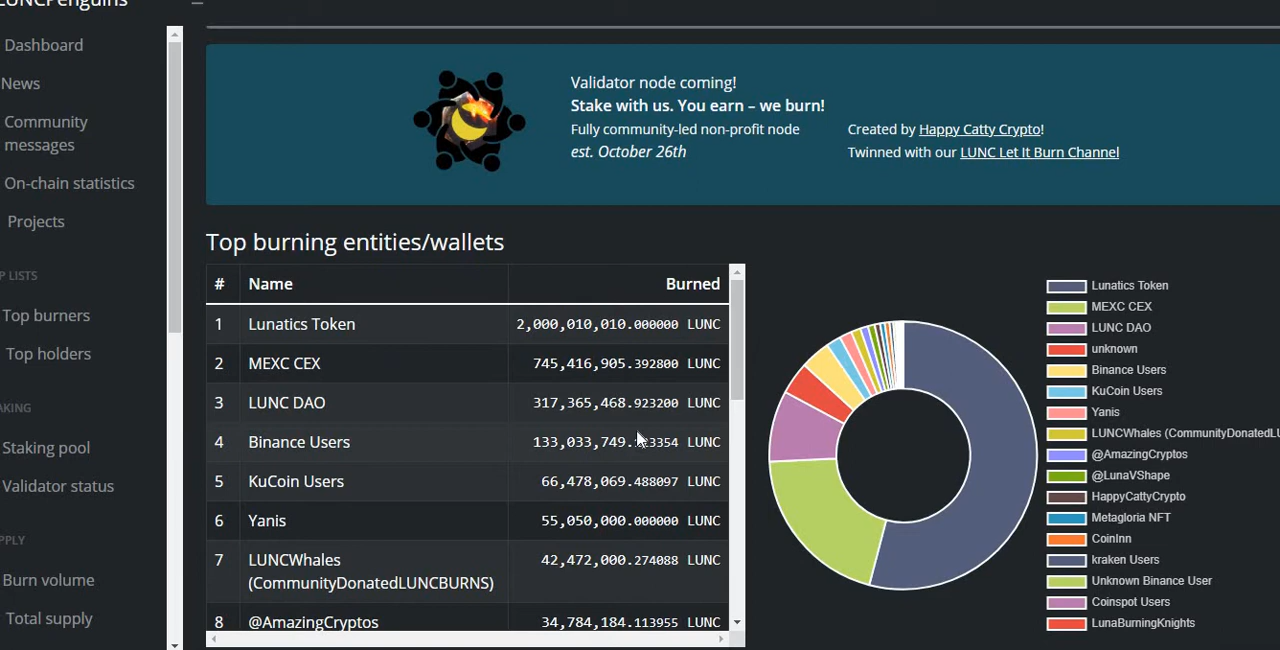 LUNCPenguins
Dashboard
News
Community
messages
On-chain statistics
Projects
Top burners
Top holders
Staking pool
Validator status
Burn volume
Total supply
Validator node coming!
Stake with us. You earn – we burn!
Fully community-led non-profit node
est. October 26th
Created by Happy Catty Crypto!
Twinned with our LUNC Let It Burn Channel
Top burning entities/wallets
# Name Burned
1 Lunatics Token 2,000,010,010.000000 LUNC
2 MEXC CEX 745,416,905.392800 LUNC
3 LUNC DAO 317,365,468.923200 LUNC
4 Binance Users LUNC
5 KuCoin Users 66,478,069.488097 LUNC
6 Yanis 55,050,000.000000 LUNC
7 LUNCWhales 42,472,000.274088 LUNC
(CommunityDonatedLUNCBURNS)
8 @AmazingCryptos 34,784,184.113955 LUNC
Lunatics Token
MEXC CEX
LUNC DAO
unknown
Binance Users
KuCoin Users
Yanis
LUNCWhales (CommunityDonatedLU
@AmazingCryptos
@LunaVShape
HappyCattyCrypto
Metagloria NFT
CoinInn
kraken Users
Unknown Binance User
Coinspot Users
LunaBurningKnights